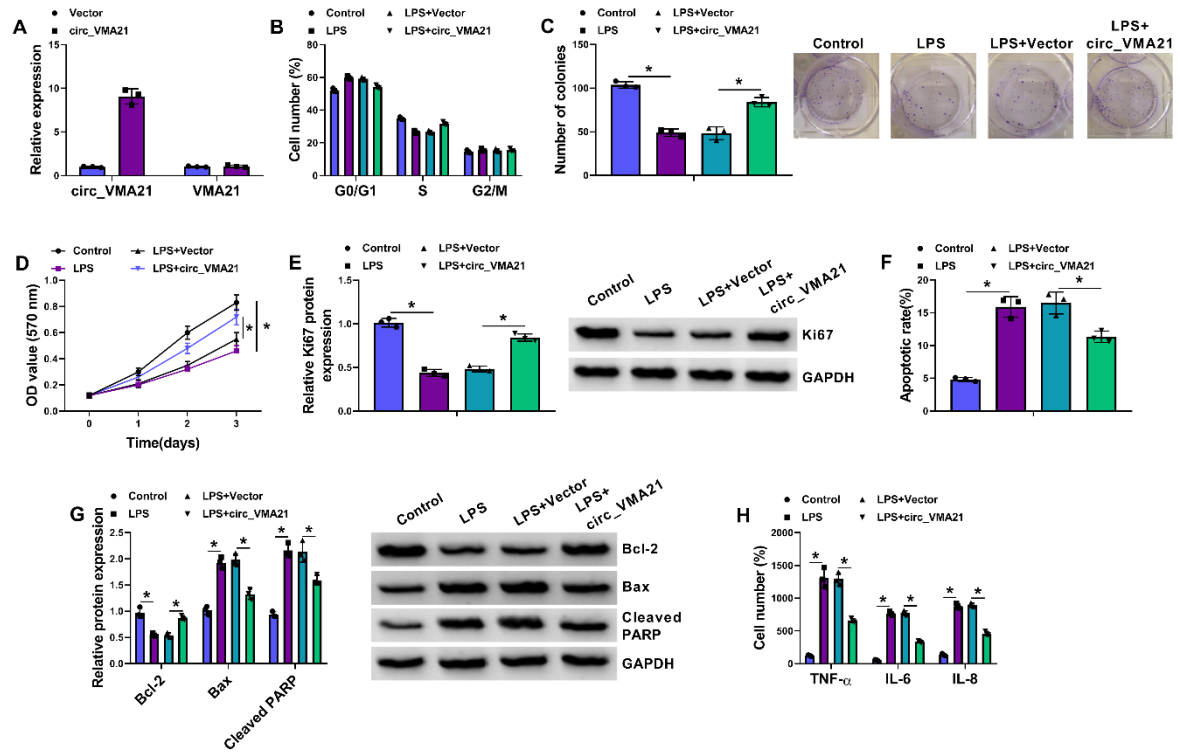 A
Vector
circ_VMA21
Relative expression
15
10
5
0
circ_VMA21 VMA21
B
Control LPS+Vector
LPS LPS+circ_VMA21
Cell number (%)
80
60
40
20
0
G0/G1 S G2/M
C
Control LPS+Vector
LPS LPS+circ_VMA21
Number of colonies
150
100
50
0
* *
Control LPS LPS+Vector LPS+
circ_VMA21
D
Control LPS+Vector
LPS LPS+circ_VMA21
OD value (570 nm)
1.0
0.8
0.6
0.4
0.2
0.0
* *
0 1 2 3
Time(days)
E
Control LPS+Vector
LPS LPS+circ_VMA21
Relative Ki67 protein
expression
1.5
1.0
0.5
0.0
* *
Control LPS LPS+Vector LPS+
circ_VMA21
Ki67
GAPDH
F
Control LPS+Vector
LPS LPS+circ_VMA21
Apoptotic rate(%)
20
15
10
5
0
* *
G
Control LPS+Vector
LPS LPS+circ_VMA21
Relative protein expression
2.5
2.0
1.5
1.0
0.5
0.0
* * * * * *
Bcl-2 Bax Cleaved PARP
Control LPS LPS+Vector LPS+
circ_VMA21
Bcl-2
Bax
Cleaved
PARP
GAPDH
H
Control LPS+Vector
LPS LPS+circ_VMA21
Cell number (%)
1800
1350
900
450
0
* * * * * *
TNF-α IL-6 IL-8